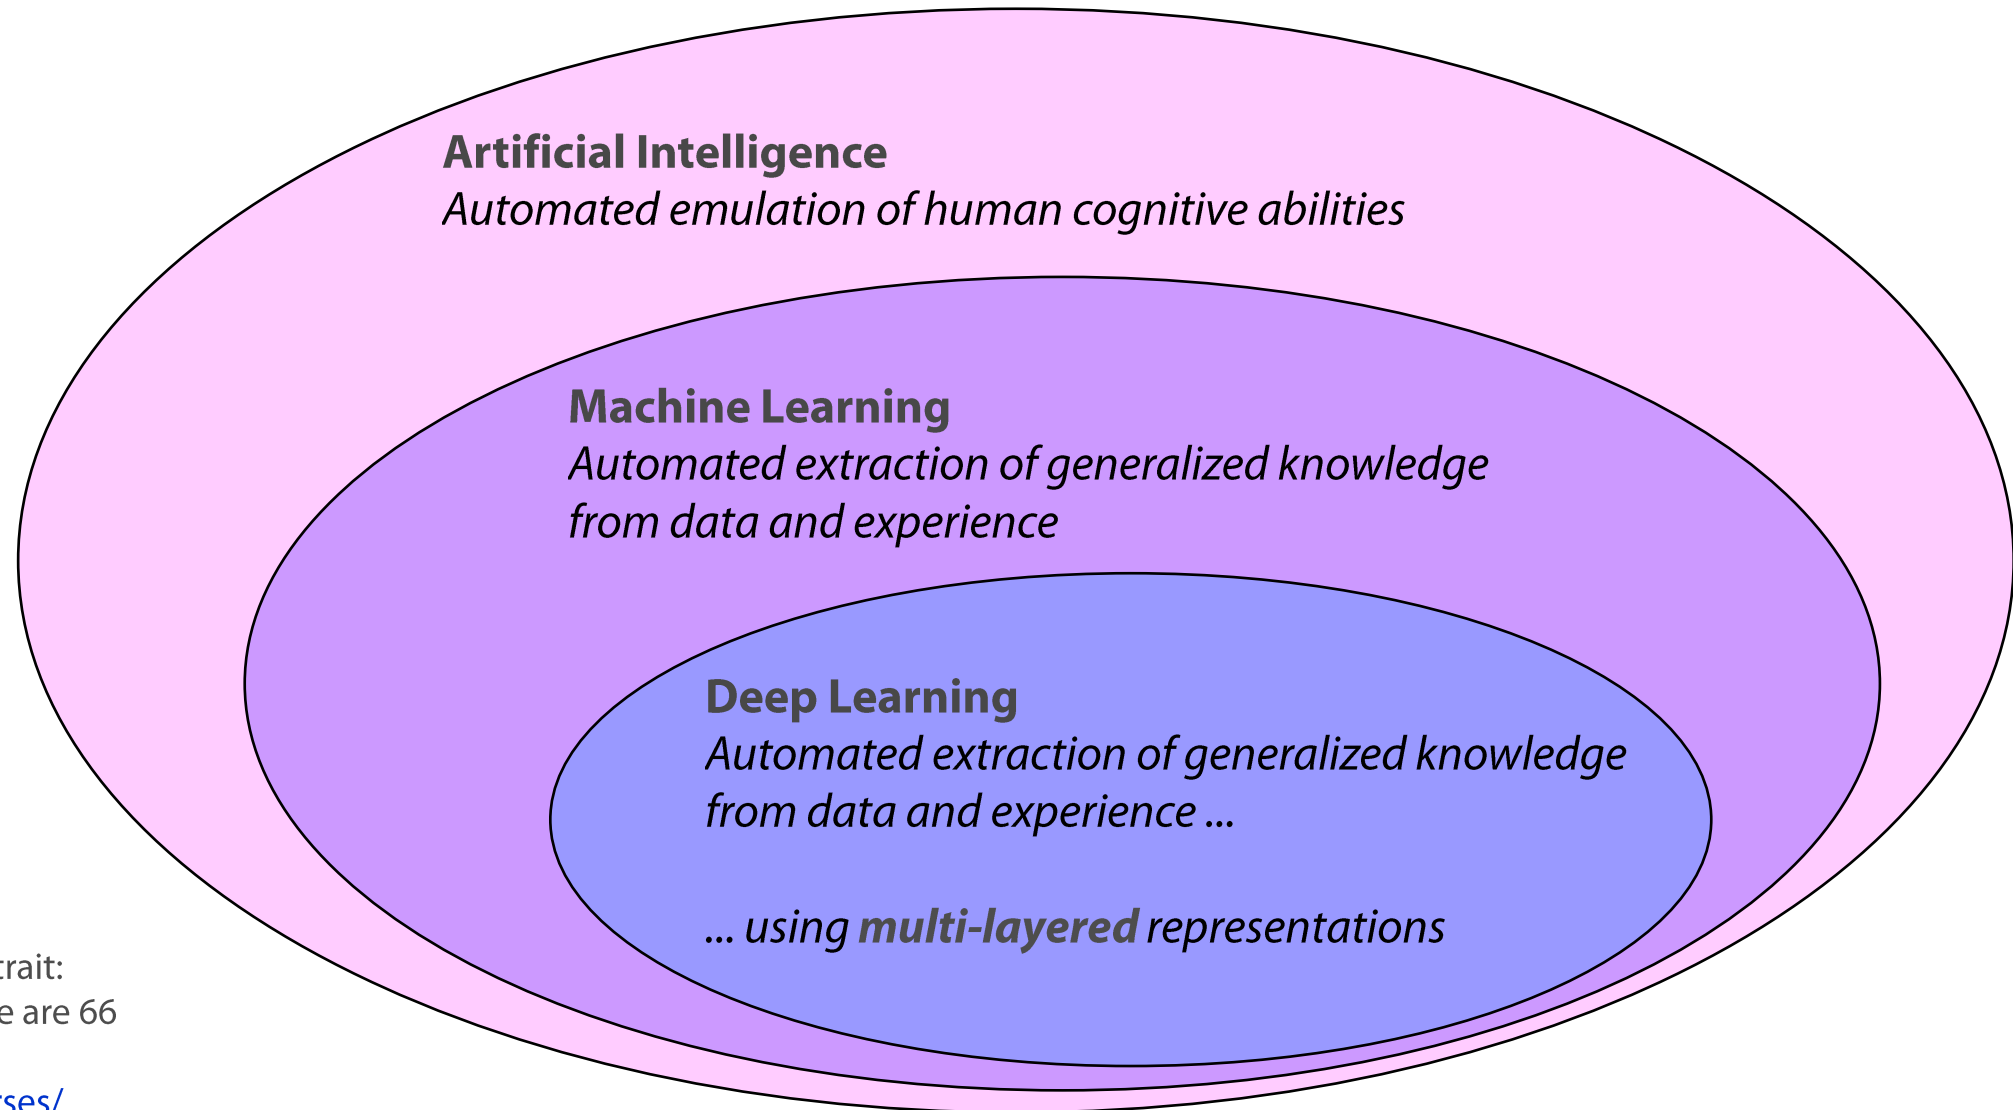 Artificial Intelligence
Automated emulation of human cognitive abilities
Machine Learning
Automated extraction of generalized knowledge
from data and experience
Deep Learning
Automated extraction of generalized knowledge
from data and experience ...
... using multi-layered representations
trait:
e are 66
rses/